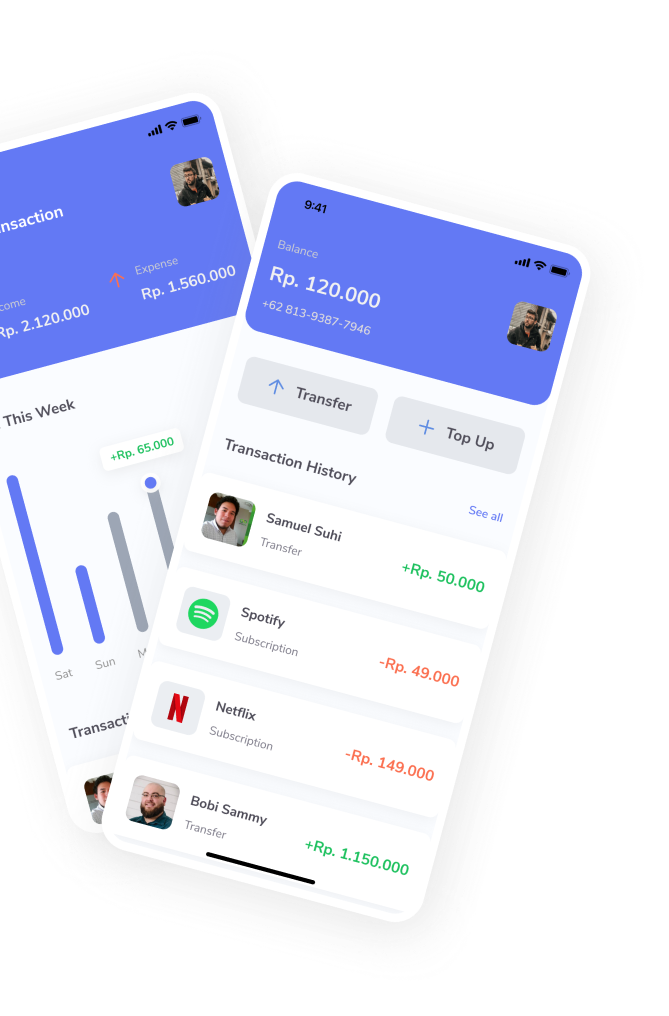 nsaction
Expense
Rp. 1.560.000
come
Rp. 2.120.000
This Week
+Rp. 65.000
Sat
Sun
M
Transacti
9:41
Balance
Rp. 120.000
+62 813-9387-7946
Transfer
Top Up
Transaction History
See all
Samuel Suhi
Transfer
+Rp. 50.000
Spotify
Subscription
-Rp. 49.000
Netflix
Subscription
-Rp. 149.000
Bobi Sammy
Transfer
+Rp. 1.150.000